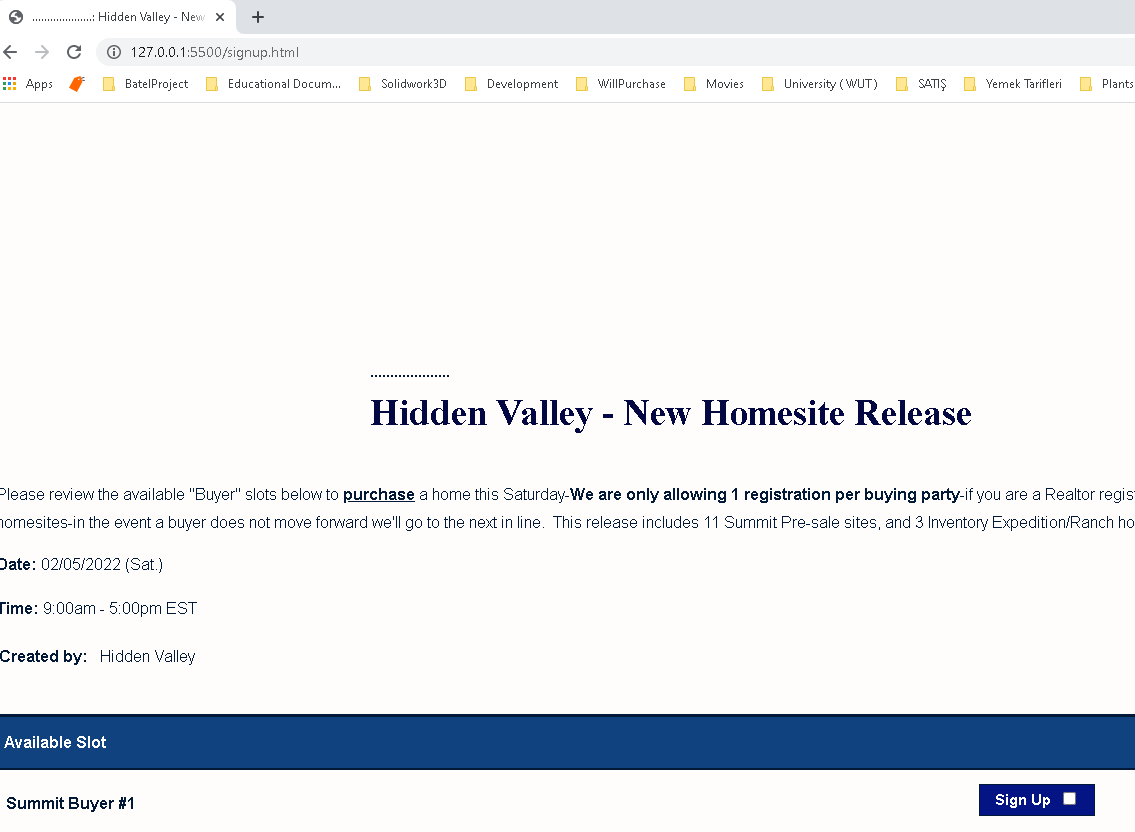 ....................: Hidden Valley - New
127.0.0.1:5500/signup.html
Apps BatelProject Educational Docum... Solidwork3D Development WillPurchase Movies University ( WUT ) SATIŞ Yemek Tarifleri Plants
....................
Hidden Valley - New Homesite Release
Please review the available "Buyer" slots below to purchase a home this Saturday-We are only allowing 1 registration per buying party-if you are a Realtor regist
homesites-in the event a buyer does not move forward we'll go to the next in line. This release includes 11 Summit Pre-sale sites, and 3 Inventory Expedition/Ranch ho
Date: 02/05/2022 (Sat.)
Time: 9:00am - 5:00pm EST
Created by: Hidden Valley
Available Slot
Summit Buyer #1
Sign Up